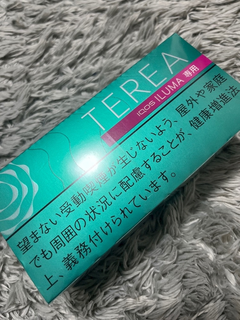 TEREA
IQOS ILUMA 専用
望まない受動喫煙が生じないよう、屋外や家庭
でも周囲の状況に配慮することが、健康増進法
上、義務付けられています。